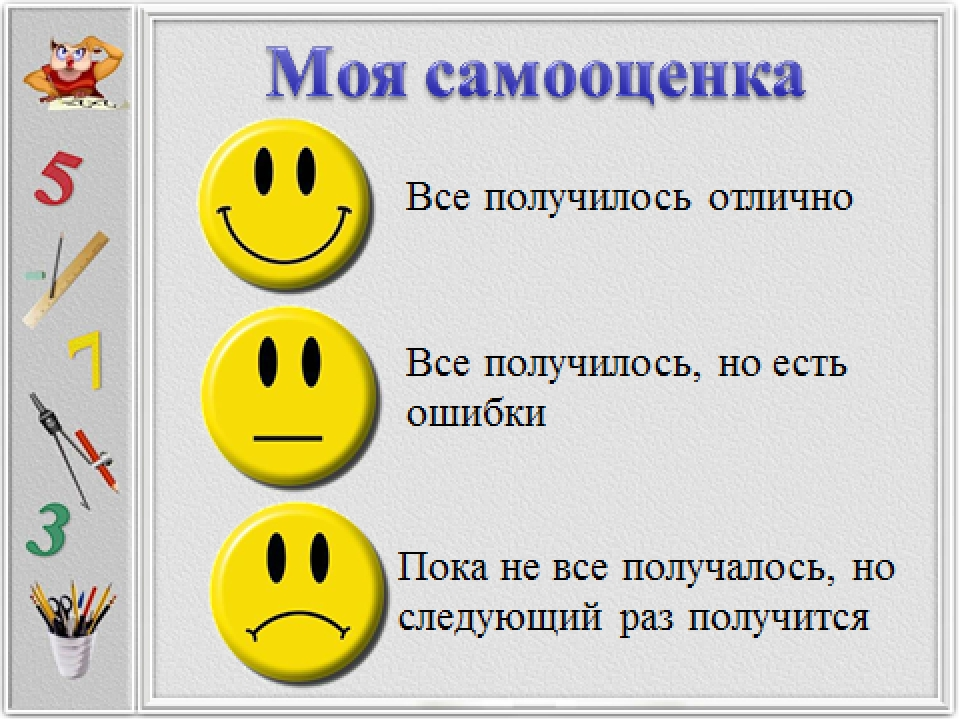 Моя самооценка
5
Все получилось отлично
7
Все получилось, но есть
ошибки
3
Пока не все получалось, но
следующий раз получится